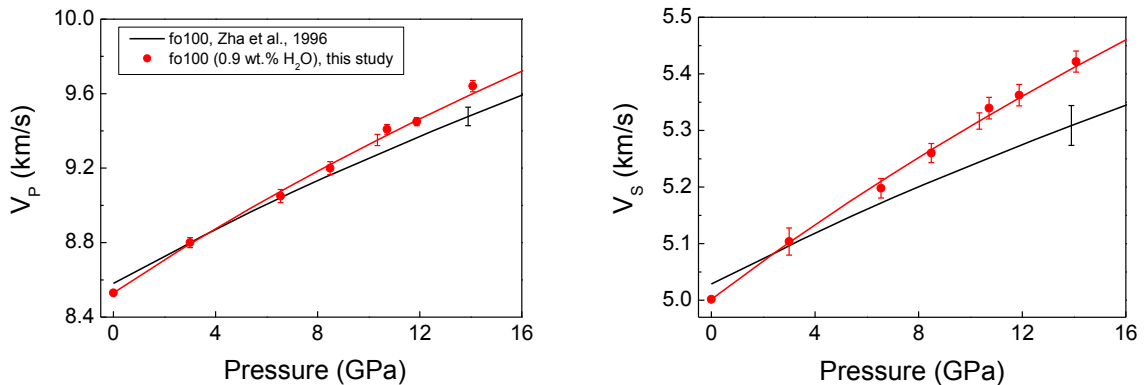 10.0
9.6
9.2
8.8
8.4
V_P (km/s)
fo100, Zha et al., 1996
fo100 (0.9 wt.% H₂O), this study
0 4 8 12 16
Pressure (GPa)
5.5
5.4
5.3
5.2
5.1
5.0
V_S (km/s)
0 4 8 12 16
Pressure (GPa)